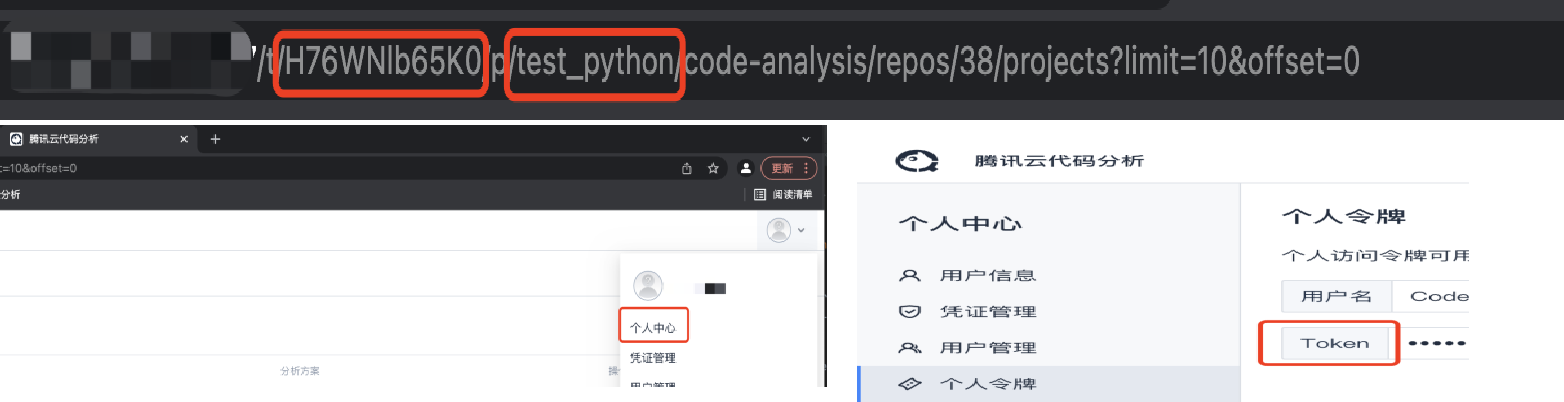 /t/H76WNlb65K0/p/test_python/code-analysis/repos/38/projects?limit=10&offset=0
腾讯云代码分析
=10&offset=0
更新
分析
阅读清单
个人中心
凭证管理
用户管理
分析方案
操
腾讯云代码分析
个人中心
用户信息
凭证管理
用户管理
个人令牌
个人令牌
个人访问令牌可用
用户名 Code
Token •••••